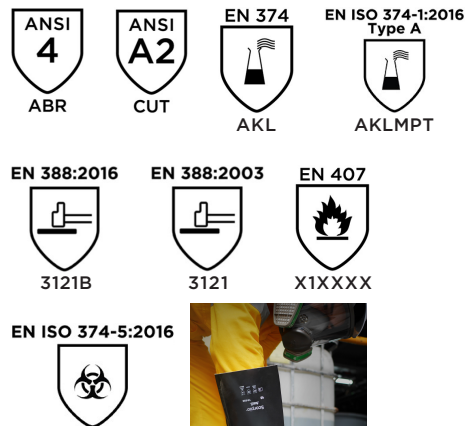 ANSI
4
ABR
ANSI
A2
CUT
EN 374
AKL
EN ISO 374-1:2016
Type A
AKLMPT
EN 388:2016
3121B
EN 388:2003
3121
EN 407
X1XXXX
EN ISO 374-5:2016
Scorpio